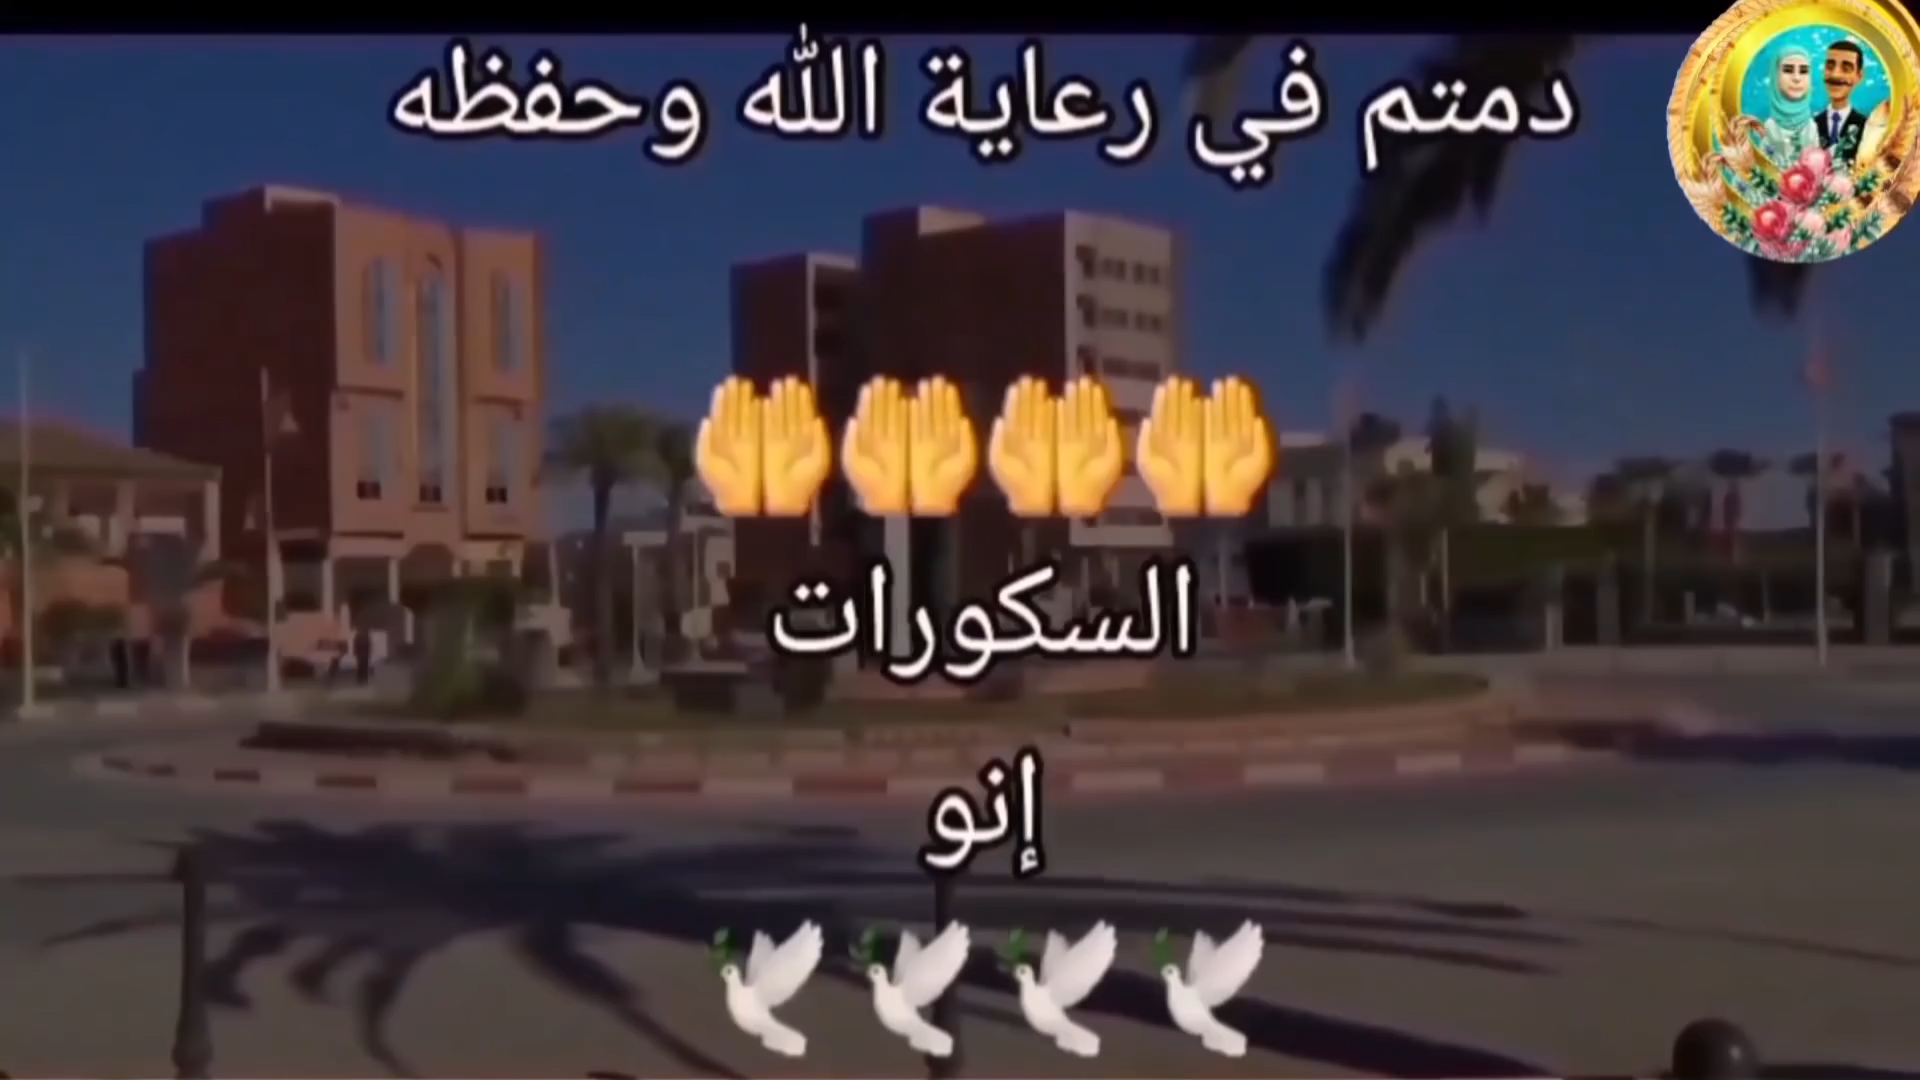 دمتم في رعاية الله وحفظه
🤲🤲🤲🤲
السكورات
إنو
🕊🕊🕊🕊